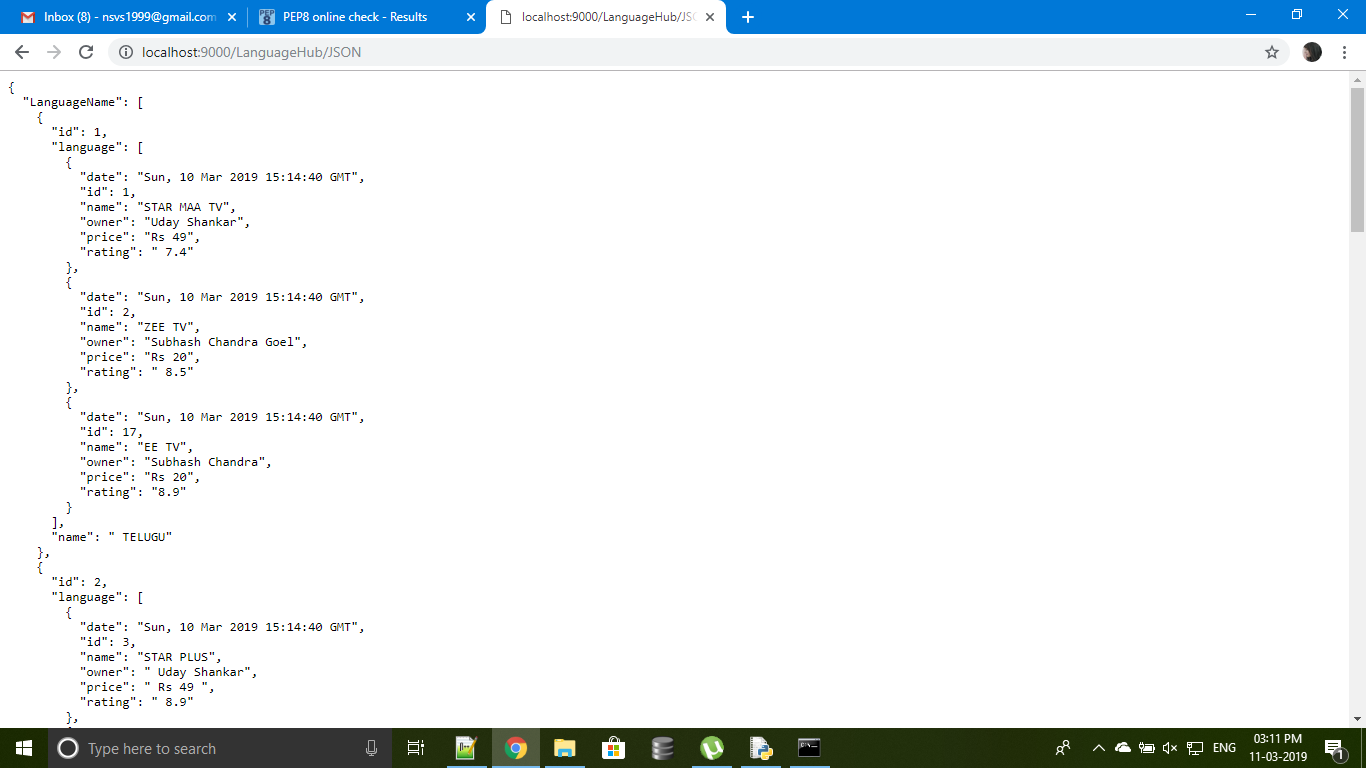 Inbox (8) - nsvs1999@gmail.com
PEP8 online check - Results
localhost:9000/LanguageHub/JSO
localhost:9000/LanguageHub/JSON
{
"LanguageName": [
{
"id": 1,
"language": [
{
"date": "Sun, 10 Mar 2019 15:14:40 GMT",
"id": 1,
"name": "STAR MAA TV",
"owner": "Uday Shankar",
"price": "Rs 49",
"rating": " 7.4"
},
{
"date": "Sun, 10 Mar 2019 15:14:40 GMT",
"id": 2,
"name": "ZEE TV",
"owner": "Subhash Chandra Goel",
"price": "Rs 20",
"rating": " 8.5"
},
{
"date": "Sun, 10 Mar 2019 15:14:40 GMT",
"id": 17,
"name": "EE TV",
"owner": "Subhash Chandra",
"price": "Rs 20",
"rating": "8.9"
}
],
"name": " TELUGU"
},
{
"id": 2,
"language": [
{
"date": "Sun, 10 Mar 2019 15:14:40 GMT",
"id": 3,
"name": "STAR PLUS",
"owner": " Uday Shankar",
"price": " Rs 49 ",
"rating": " 8.9"
},
Type here to search
ENG
03:11 PM
11-03-2019
1